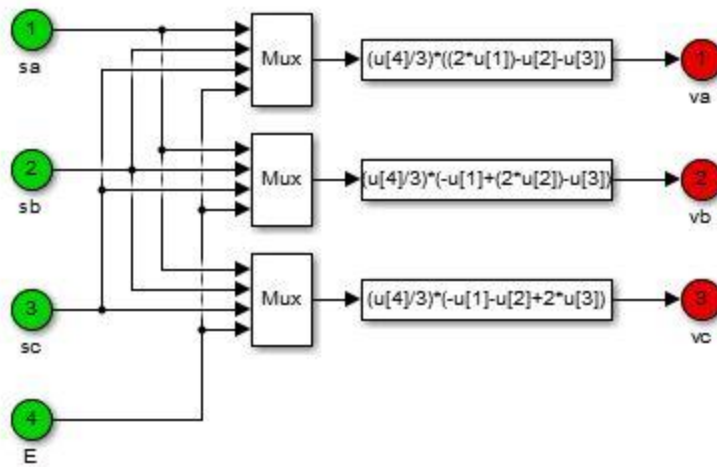 1
sa
Mux
(u[4]/3)*((2*u[1])-u[2]-u[3])
1
va
2
sb
Mux
(u[4]/3)*(-u[1]+(2*u[2])-u[3])
2
vb
3
sc
Mux
(u[4]/3)*(-u[1]-u[2]+2*u[3])
3
vc
4
E